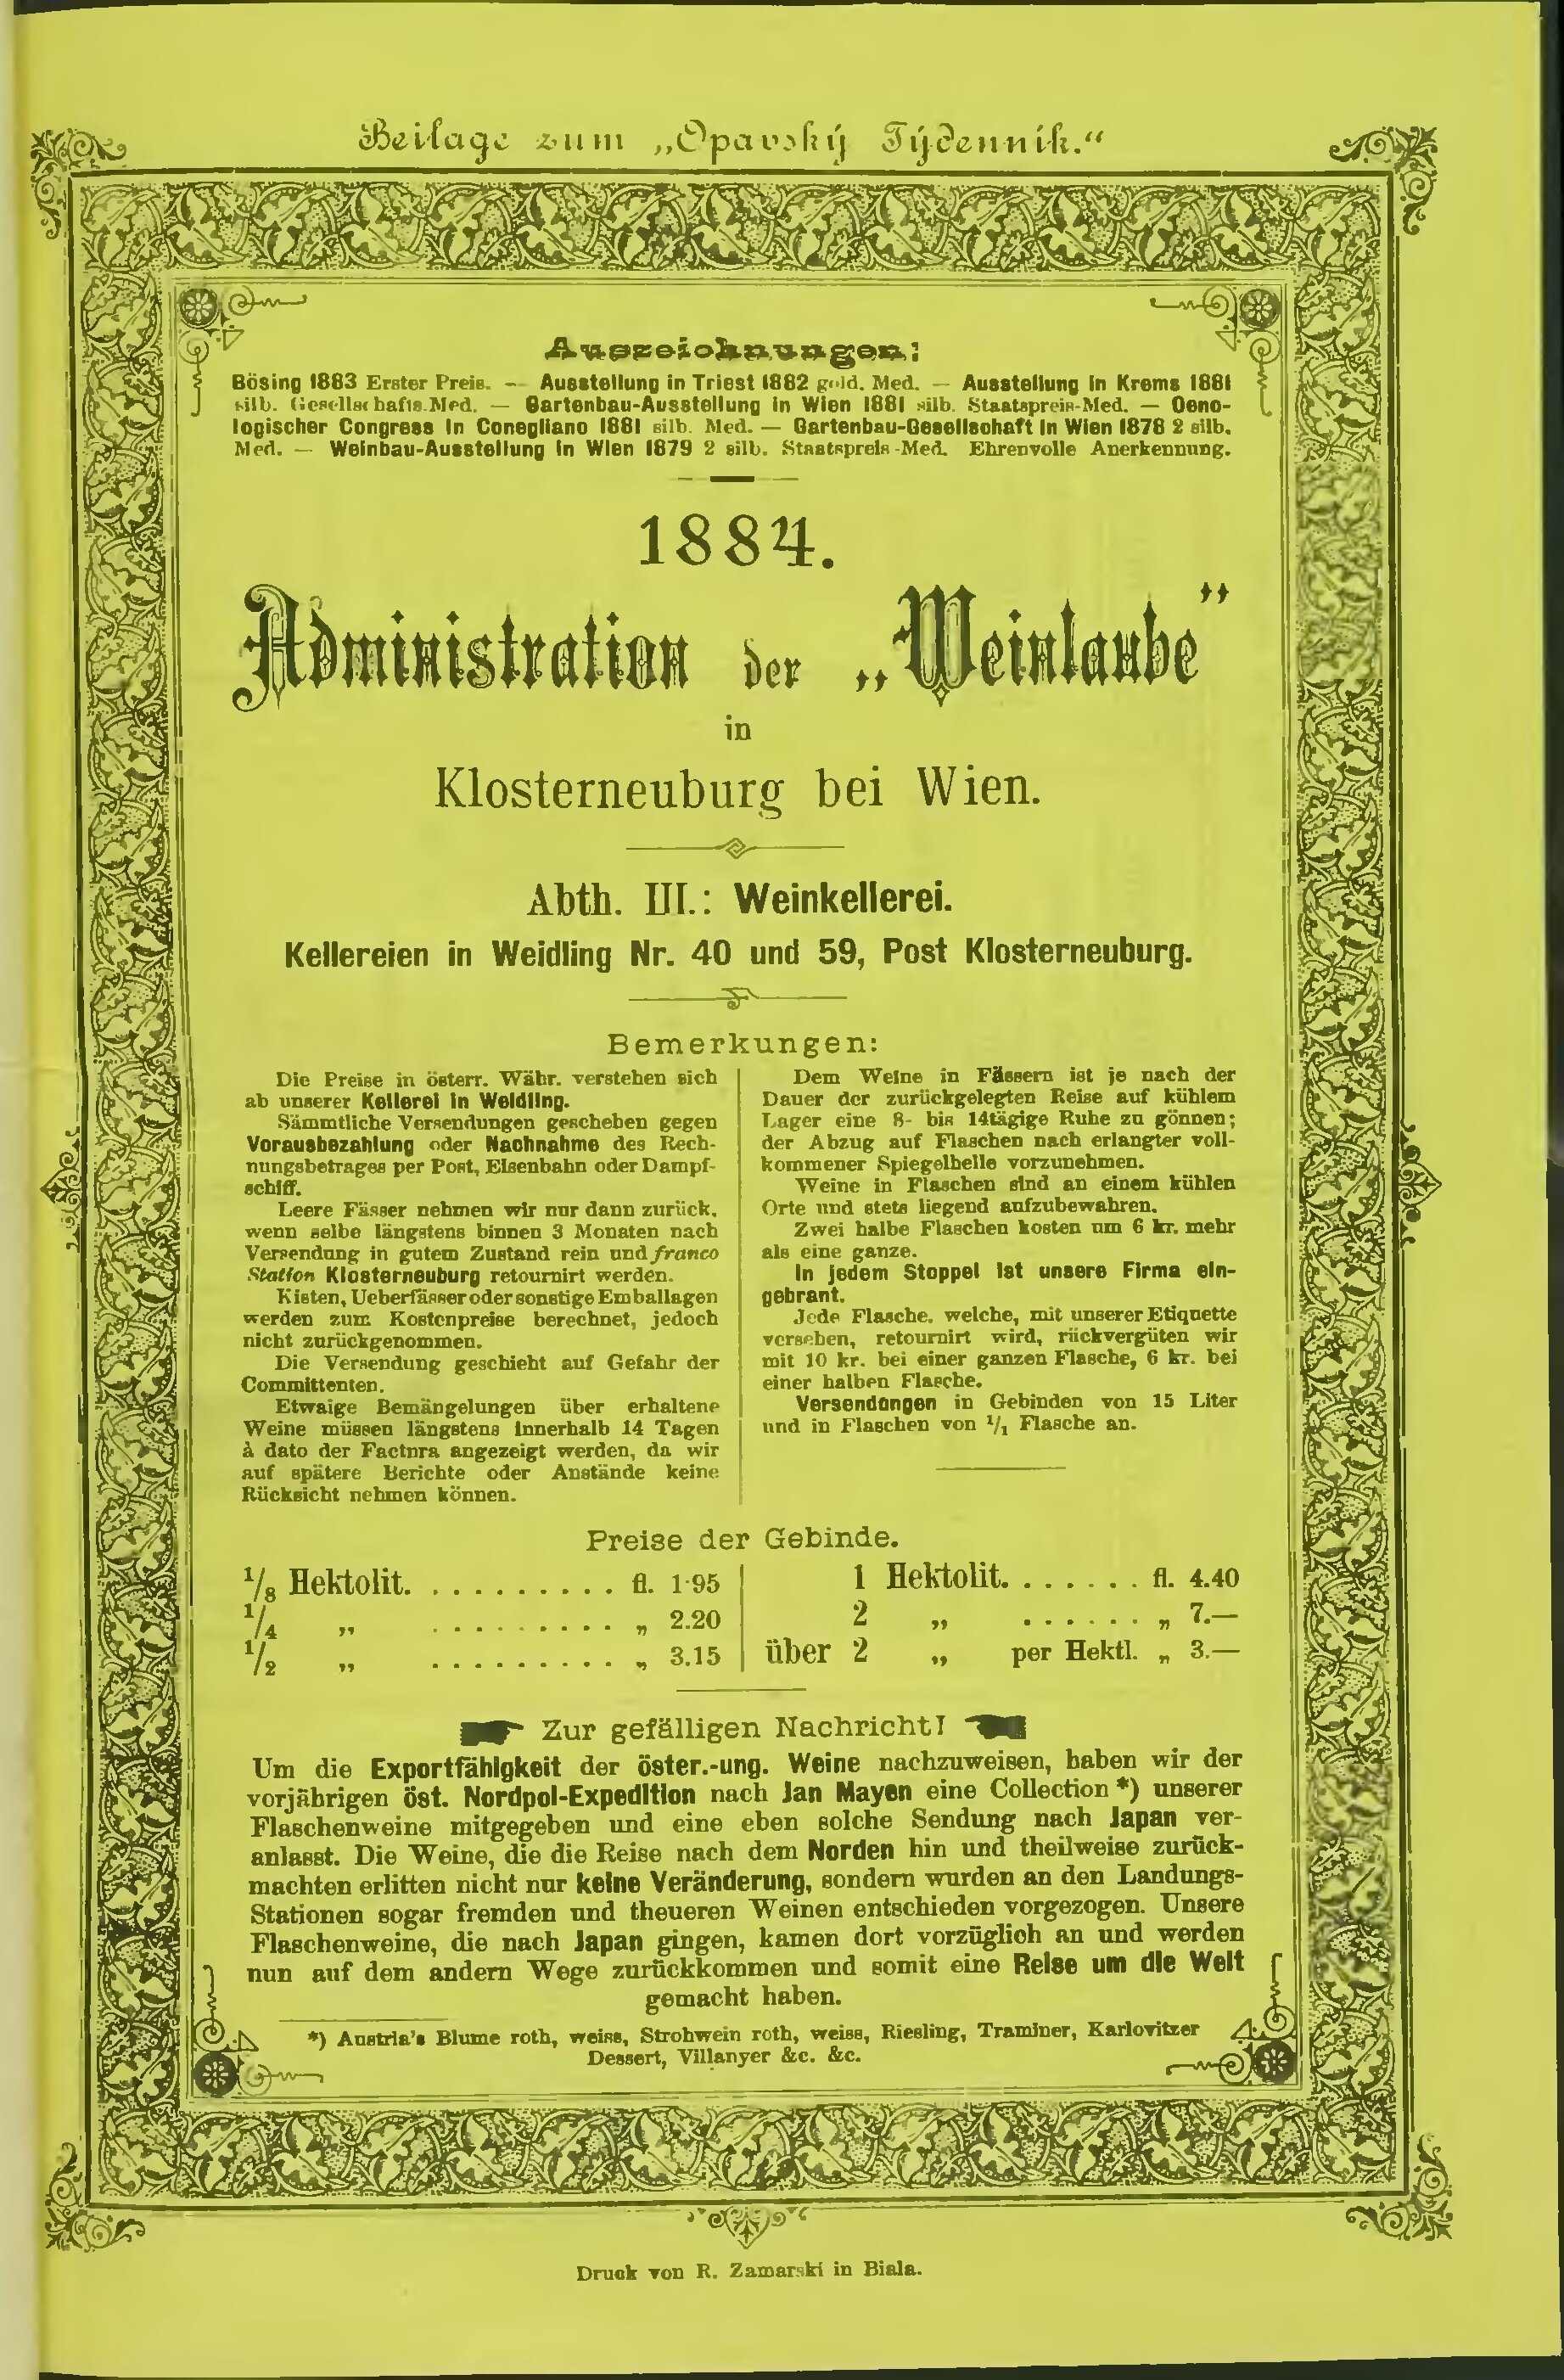 Beilage zum „Opavský Týdenník.“
Auszeichnungen:
Bösing 1883 Erster Preis. — Ausstellung in Triest 1882 gold. Med. — Ausstellung in Krems 1881
silb. Gesellschafts.Med. — Gartenbau-Ausstellung in Wien 1881 silb. Staatspreis-Med. — Oeno-
logischer Congress in Conegliano 1881 silb. Med. — Gartenbau-Gesellschaft in Wien 1878 2 silb.
Med. — Weinbau-Ausstellung in Wien 1879 2 silb. Staatspreis-Med. Ehrenvolle Anerkennung.
1884.
Administration der „Weinlaube”
in
Klosterneuburg bei Wien.
Abth. III.: Weinkellerei.
Kellereien in Weidling Nr. 40 und 59, Post Klosterneuburg.
Bemerkungen:
Die Preise in österr. Währ. verstehen sich
ab unserer Kellerei in Weidling.
Sämmtliche Versendungen geschehen gegen
Vorausbezahlung oder Nachnahme des Rech-
nungsbetrages per Post, Eisenbahn oder Dampf-
schiff.
Leere Fässer nehmen wir nur dann zurück,
wenn selbe längstens binnen 3 Monaten nach
Versendung in gutem Zustand rein und franco
Station Klosterneuburg retournirt werden.
Kisten, Ueberfässer oder sonstige Emballagen
werden zum Kostenpreise berechnet, jedoch
nicht zurückgenommen.
Die Versendung geschieht auf Gefahr der
Committenten.
Etwaige Bemängelungen über erhaltene
Weine müssen längstens innerhalb 14 Tagen
à dato der Factura angezeigt werden, da wir
auf spätere Berichte oder Anstände keine
Rücksicht nehmen können.
Dem Weine in Fässern ist je nach der
Dauer der zurückgelegten Reise auf kühlem
Lager eine 8- bis 14tägige Ruhe zu gönnen;
der Abzug auf Flaschen nach erlangter voll-
kommener Spiegelhelle vorzunehmen.
Weine in Flaschen sind an einem kühlen
Orte und stets liegend aufzubewahren.
Zwei halbe Flaschen kosten um 6 kr. mehr
als eine ganze.
In jedem Stoppel ist unsere Firma ein-
gebrant.
Jede Flasche, welche, mit unserer Etiquette
versehen, retournirt wird, rückvergüten wir
mit 10 kr. bei einer ganzen Flasche, 6 kr. bei
einer halben Flasche.
Versendungen in Gebinden von 15 Liter
und in Flaschen von 1/1 Flasche an.
Preise der Gebinde.
1/8 Hektolit. . . . . . . . . . . fl. 1·95
1/4 „ . . . . . . . . . . „ 2.20
1/2 „ . . . . . . . . . . „ 3.15
1 Hektolit. . . . . . . . fl. 4.40
2 „ . . . . . . „ 7.—
über 2 „ per Hektl. „ 3.—
Zur gefälligen Nachricht!
Um die Exportfähigkeit der öster.-ung. Weine nachzuweisen, haben wir der
vorjährigen öst. Nordpol-Expedition nach Jan Mayen eine Collection *) unserer
Flaschenweine mitgegeben und eine eben solche Sendung nach Japan ver-
anlasst. Die Weine, die die Reise nach dem Norden hin und theilweise zurück-
machten erlitten nicht nur keine Veränderung, sondern wurden an den Landungs-
Stationen sogar fremden und theueren Weinen entschieden vorgezogen. Unsere
Flaschenweine, die nach Japan gingen, kamen dort vorzüglich an und werden
nun auf dem andern Wege zurückkommen und somit eine Reise um die Welt
gemacht haben.
*) Austria's Blume roth, weiss, Strohwein roth, weiss, Riesling, Traminer, Karlovitzer
Dessert, Villanyer &c. &c.
Druck von R. Zamarski in Biala.